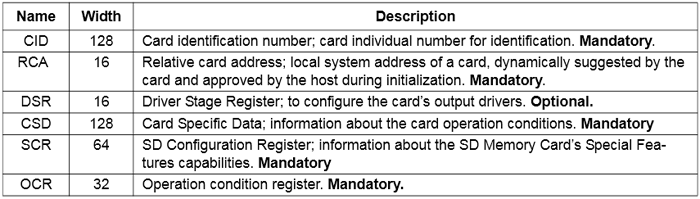 Name Width Description
CID 128 Card identification number; card individual number for identification. Mandatory.
RCA 16 Relative card address; local system address of a card, dynamically suggested by the
card and approved by the host during initialization. Mandatory.
DSR 16 Driver Stage Register; to configure the card's output drivers. Optional.
CSD 128 Card Specific Data; information about the card operation conditions. Mandatory
SCR 64 SD Configuration Register; information about the SD Memory Card's Special Fea-
tures capabilities. Mandatory
OCR 32 Operation condition register. Mandatory.